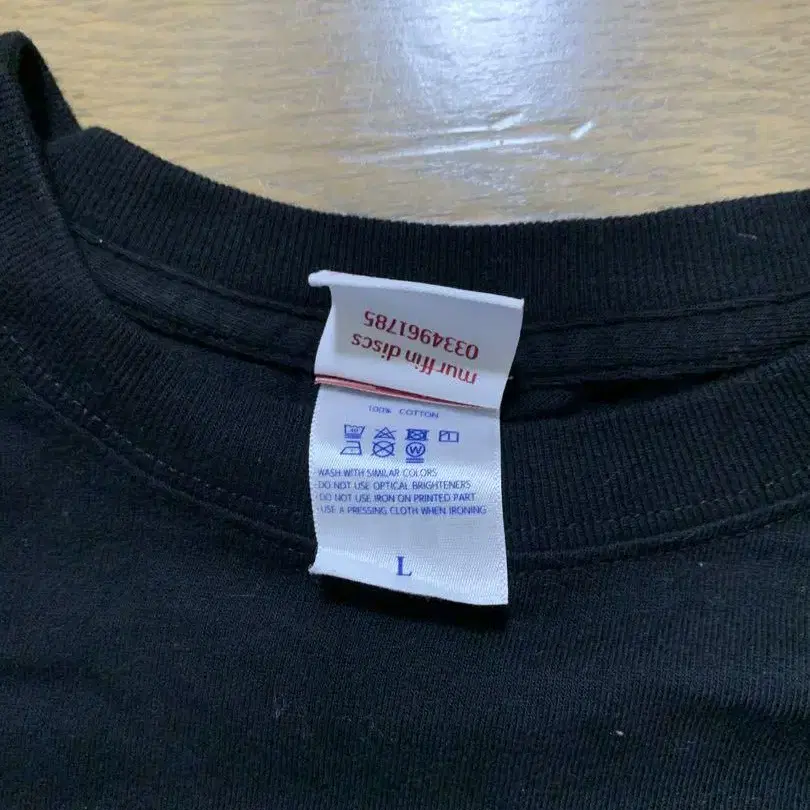 murffin discs
0334961785
100% COTTON
WASH WITH SIMILAR COLORS
DO NOT USE OPTICAL BRIGHTENERS
DO NOT USE IRON ON PRINTED PART
USE A PRESSING CLOTH WHEN IRONING
L